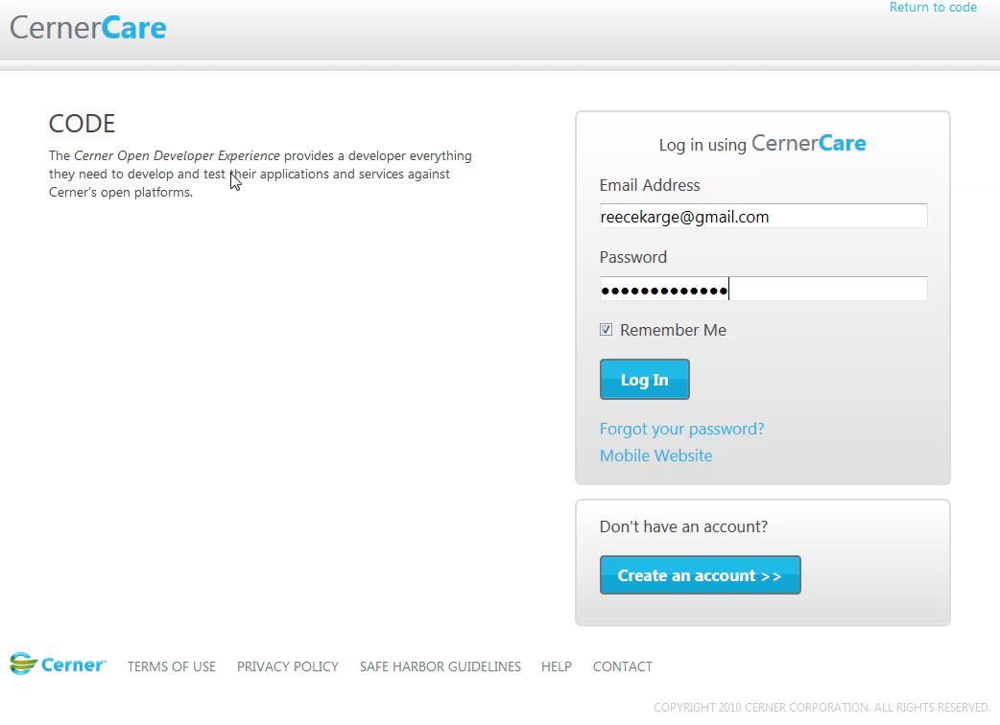 Return to code
CernerCare
CODE
The Cerner Open Developer Experience provides a developer everything
they need to develop and test their applications and services against
Cerner's open platforms.
Log in using CernerCare
Email Address
reecekarge@gmail.com
Password
●●●●●●●●●●●●●
Remember Me
Log In
Forgot your password?
Mobile Website
Don't have an account?
Create an account >>
Cerner TERMS OF USE PRIVACY POLICY SAFE HARBOR GUIDELINES HELP CONTACT
COPYRIGHT 2010 CERNER CORPORATION. ALL RIGHTS RESERVED.